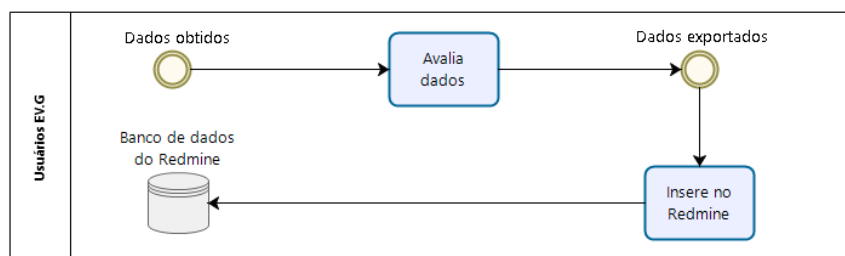 Usuários EV.G
Dados obtidos
Avalia
dados
Dados exportados
Banco de dados
do Redmine
Insere no
Redmine